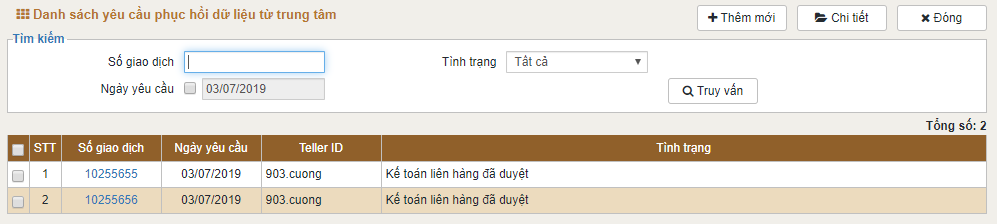 Danh sách yêu cầu phục hồi dữ liệu từ trung tâm
Thêm mới Chi tiết Đóng
Tìm kiếm
Số giao dịch Tình trạng Tất cả
Ngày yêu cầu 03/07/2019 Truy vấn
Tổng số: 2
STT Số giao dịch Ngày yêu cầu Teller ID Tình trạng
1 10255655 03/07/2019 903.cuong Kế toán liên hàng đã duyệt
2 10255656 03/07/2019 903.cuong Kế toán liên hàng đã duyệt